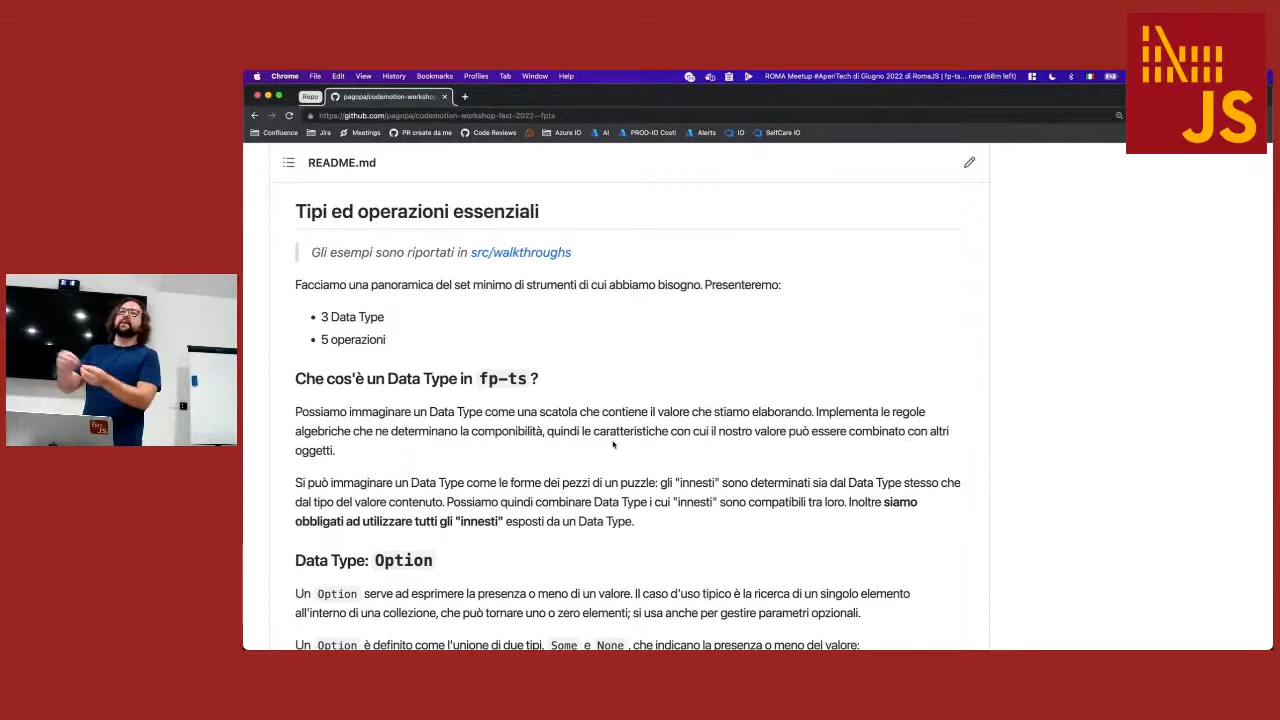 Chrome File Edit View History Bookmarks Profiles Tab Window Help
ROMA Meetup #AperiTech di Giugno 2022 di RomaJS | fp-ts... now (58m left)
JS
Repo
pagopa/codemotion-workshop
https://github.com/pagopa/codemotion-workshop-fest-2022--fpts
Confluence Jira Meetings PR create da me Code Reviews Azure IO AI PROD-IO Costi Alerts IO SelfCare IO
README.md
Tipi ed operazioni essenziali
Gli esempi sono riportati in src/walkthroughs
Facciamo una panoramica del set minimo di strumenti di cui abbiamo bisogno. Presenteremo:
• 3 Data Type
• 5 operazioni
Che cos'è un Data Type in fp-ts ?
Possiamo immaginare un Data Type come una scatola che contiene il valore che stiamo elaborando. Implementa le regole
algebriche che ne determinano la componibilità, quindi le caratteristiche con cui il nostro valore può essere combinato con altri
oggetti.
Si può immaginare un Data Type come le forme dei pezzi di un puzzle: gli "innesti" sono determinati sia dal Data Type stesso che
dal tipo del valore contenuto. Possiamo quindi combinare Data Type i cui "innesti" sono compatibili tra loro. Inoltre siamo
obbligati ad utilizzare tutti gli "innesti" esposti da un Data Type.
Data Type: Option
Un Option serve ad esprimere la presenza o meno di un valore. Il caso d'uso tipico è la ricerca di un singolo elemento
all'interno di una collezione, che può tornare uno o zero elementi; si usa anche per gestire parametri opzionali.
Un Option è definito come l'unione di due tipi, Some e None , che indicano la presenza o meno del valore: